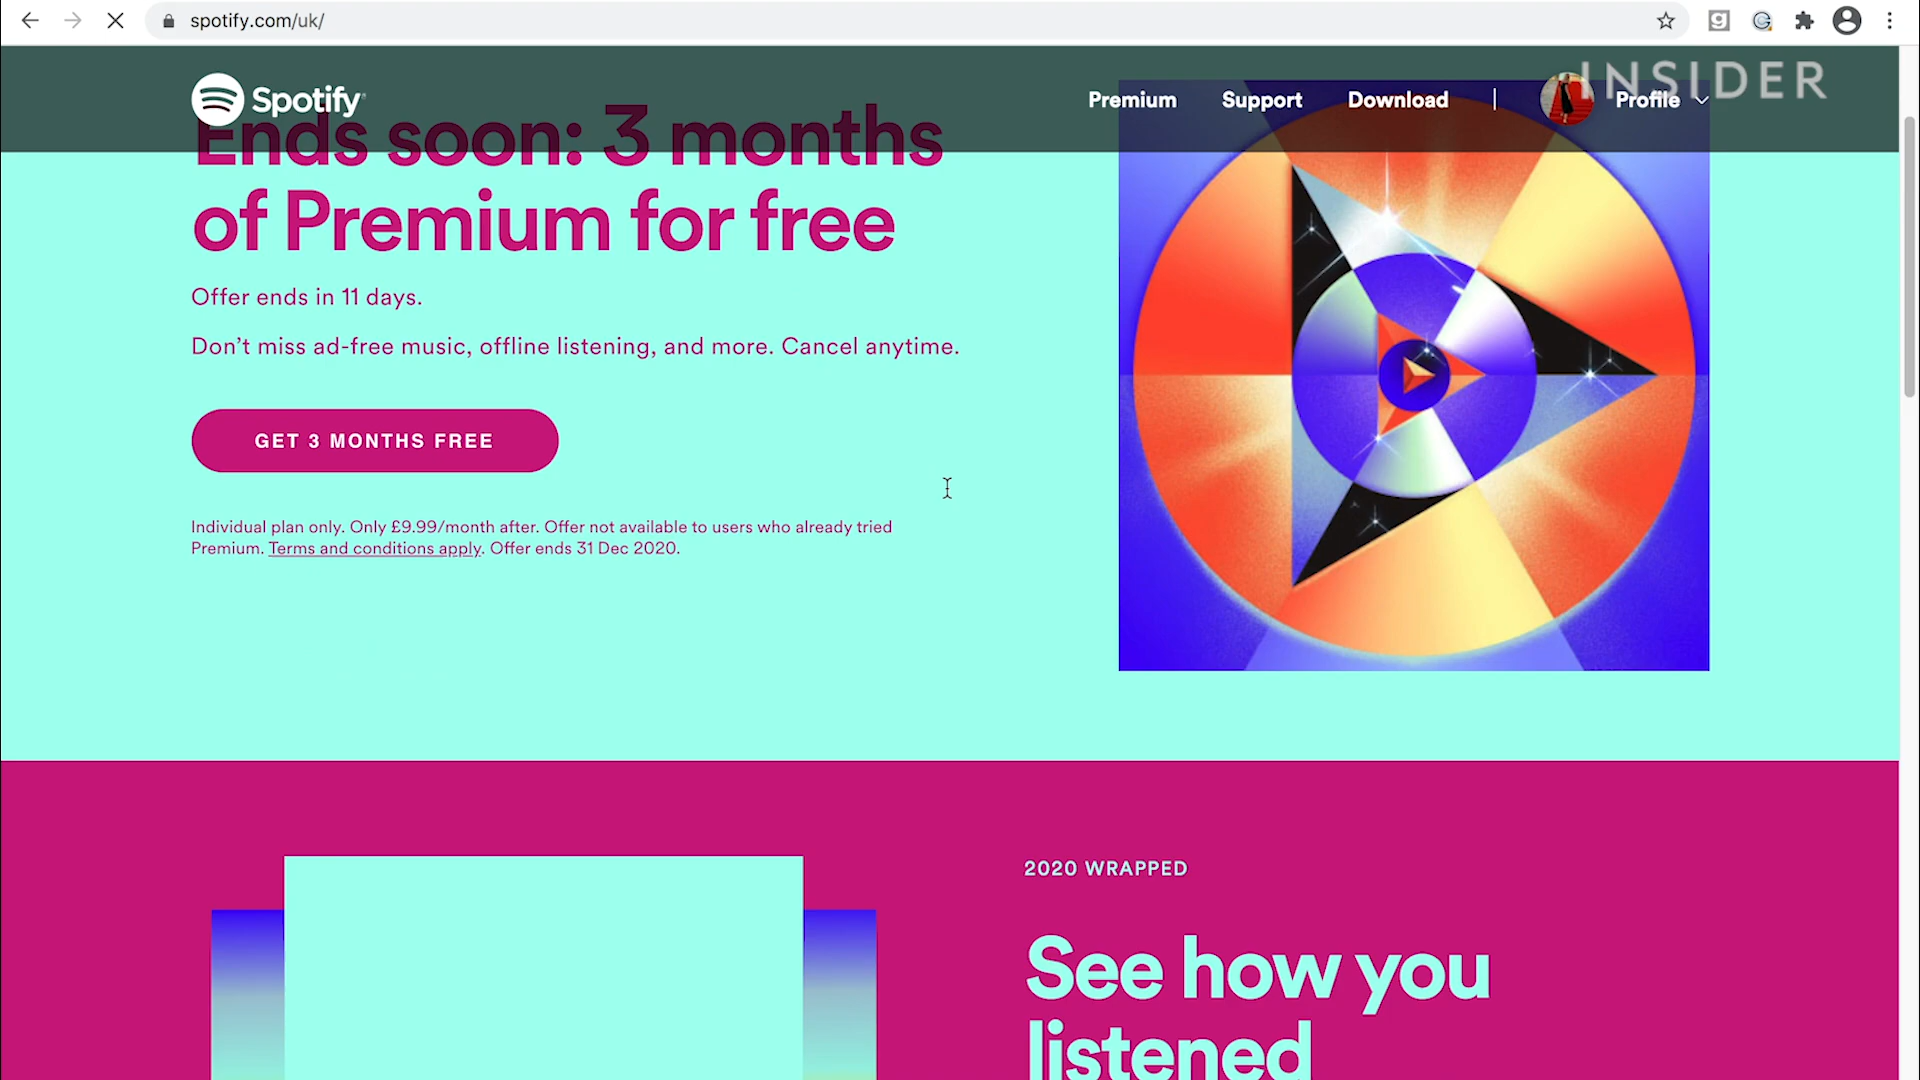 spotify.com/uk/
INSIDER
Spotify
Premium
Support
Download
Profile
Ends soon: 3 months
of Premium for free
Offer ends in 11 days.
Don’t miss ad-free music, offline listening, and more. Cancel anytime.
GET 3 MONTHS FREE
Individual plan only. Only £9.99/month after. Offer not available to users who already tried
Premium. Terms and conditions apply. Offer ends 31 Dec 2020.
2020 WRAPPED
See how you
listened